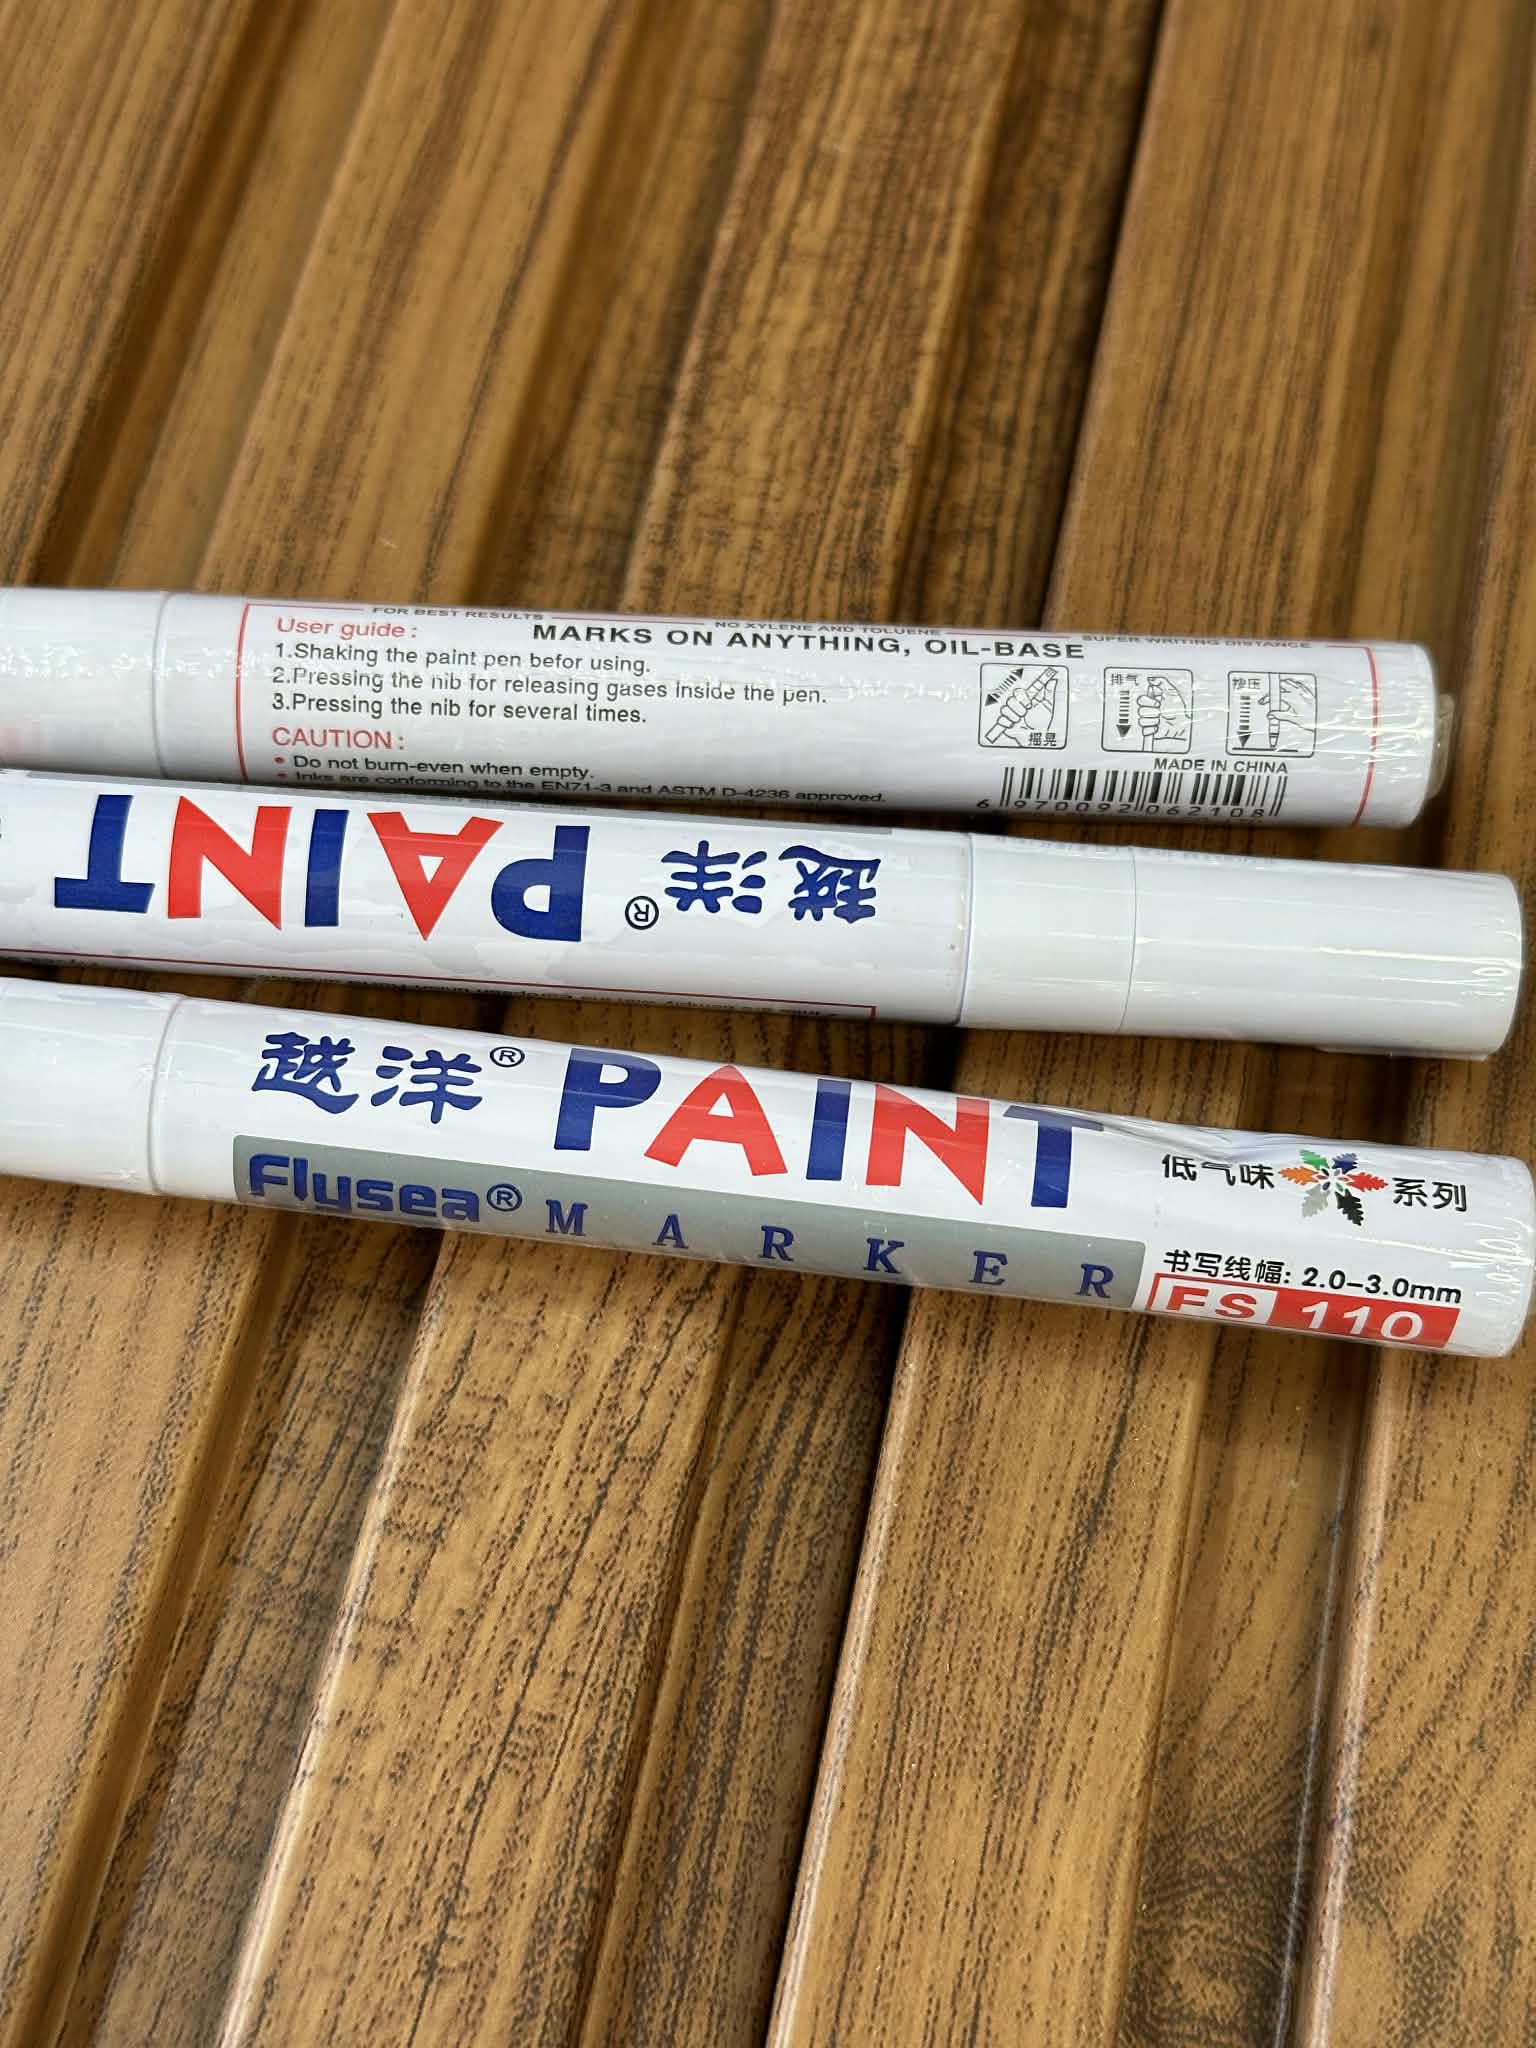 FOR BEST RESULTS NO XYLENE AND TOLUENE SUPER WRITING DISTANCE
User guide : MARKS ON ANYTHING, OIL-BASE
1.Shaking the paint pen befor using.
2.Pressing the nib for releasing gases inside the pen.
3.Pressing the nib for several times.
摇晃 排气 按压
CAUTION :
• Do not burn-even when empty.
• Inks are conforming to the EN71-3 and ASTM D-4236 approved.
MADE IN CHINA
6 970092 062108
越洋® PAINT
越洋® PAINT
低气味 系列
Flysea® MARKER
书写线幅: 2.0-3.0mm
FS 110